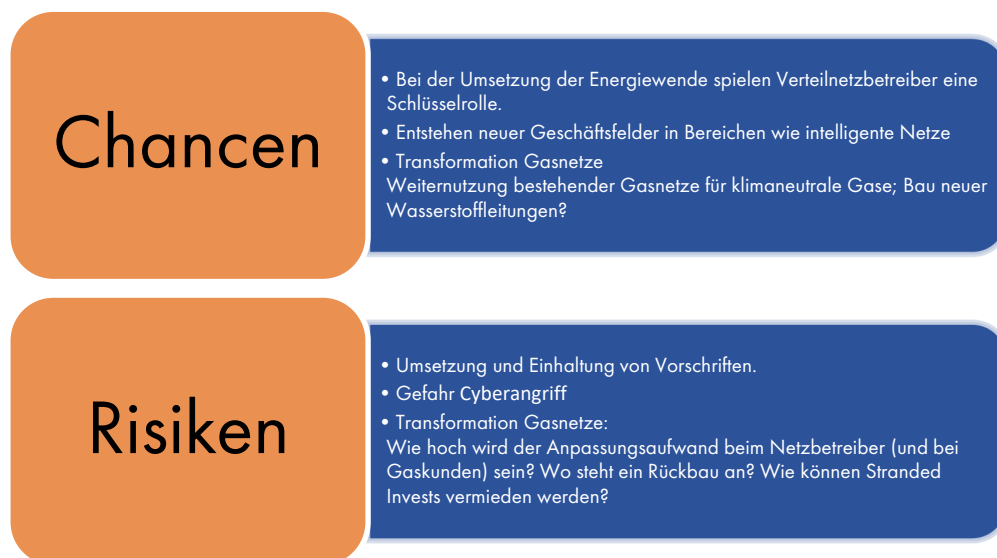 Chancen
• Bei der Umsetzung der Energiewende spielen Verteilnetzbetreiber eine
Schlüsselrolle.
• Entstehen neuer Geschäftsfelder in Bereichen wie intelligente Netze
• Transformation Gasnetze
Weiternutzung bestehender Gasnetze für klimaneutrale Gase; Bau neuer
Wasserstoffleitungen?
Risiken
• Umsetzung und Einhaltung von Vorschriften.
• Gefahr Cyberangriff
• Transformation Gasnetze:
Wie hoch wird der Anpassungsaufwand beim Netzbetreiber (und bei
Gaskunden) sein? Wo steht ein Rückbau an? Wie können Stranded
Invests vermieden werden?